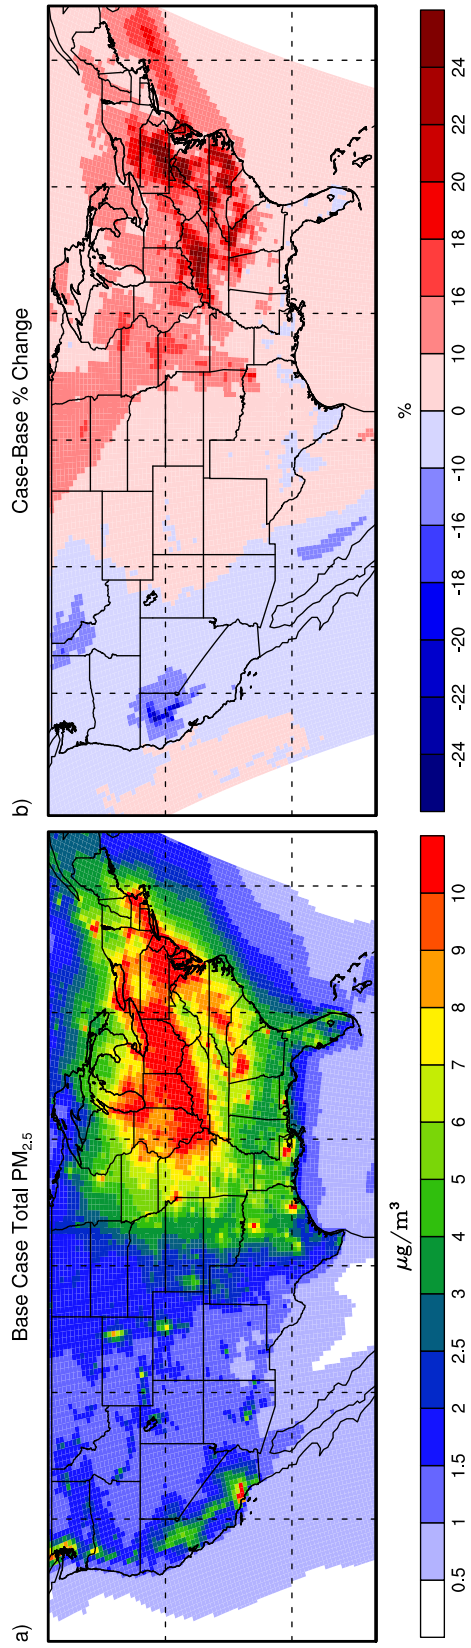 a)
Base Case Total PM2.5
0.5 1 1.5 2 2.5 3 4 5 6 7 8 9 10
µg/m³
b)
Case-Base % Change
-24 -22 -20 -18 -16 -10 0 10 16 18 20 22 24
%